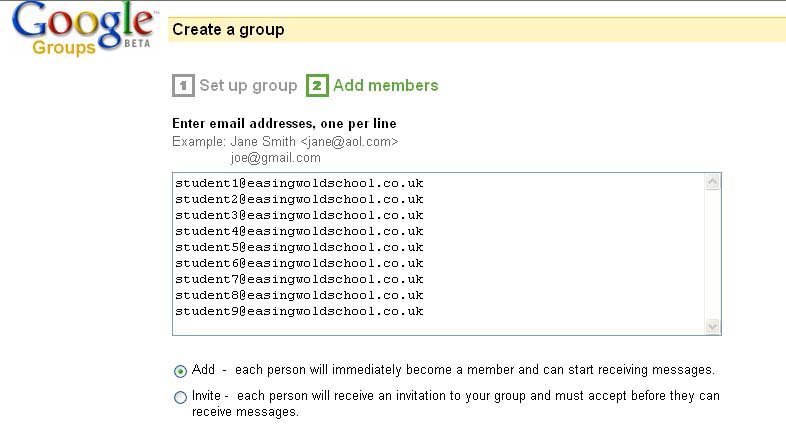 Google™
Groups BETA
Create a group
1 Set up group 2 Add members
Enter email addresses, one per line
Example: Jane Smith <jane@aol.com>
joe@gmail.com
student1@easingwoldschool.co.uk
student2@easingwoldschool.co.uk
student3@easingwoldschool.co.uk
student4@easingwoldschool.co.uk
student5@easingwoldschool.co.uk
student6@easingwoldschool.co.uk
student7@easingwoldschool.co.uk
student8@easingwoldschool.co.uk
student9@easingwoldschool.co.uk
Add - each person will immediately become a member and can start receiving messages.
Invite - each person will receive an invitation to your group and must accept before they can
receive messages.